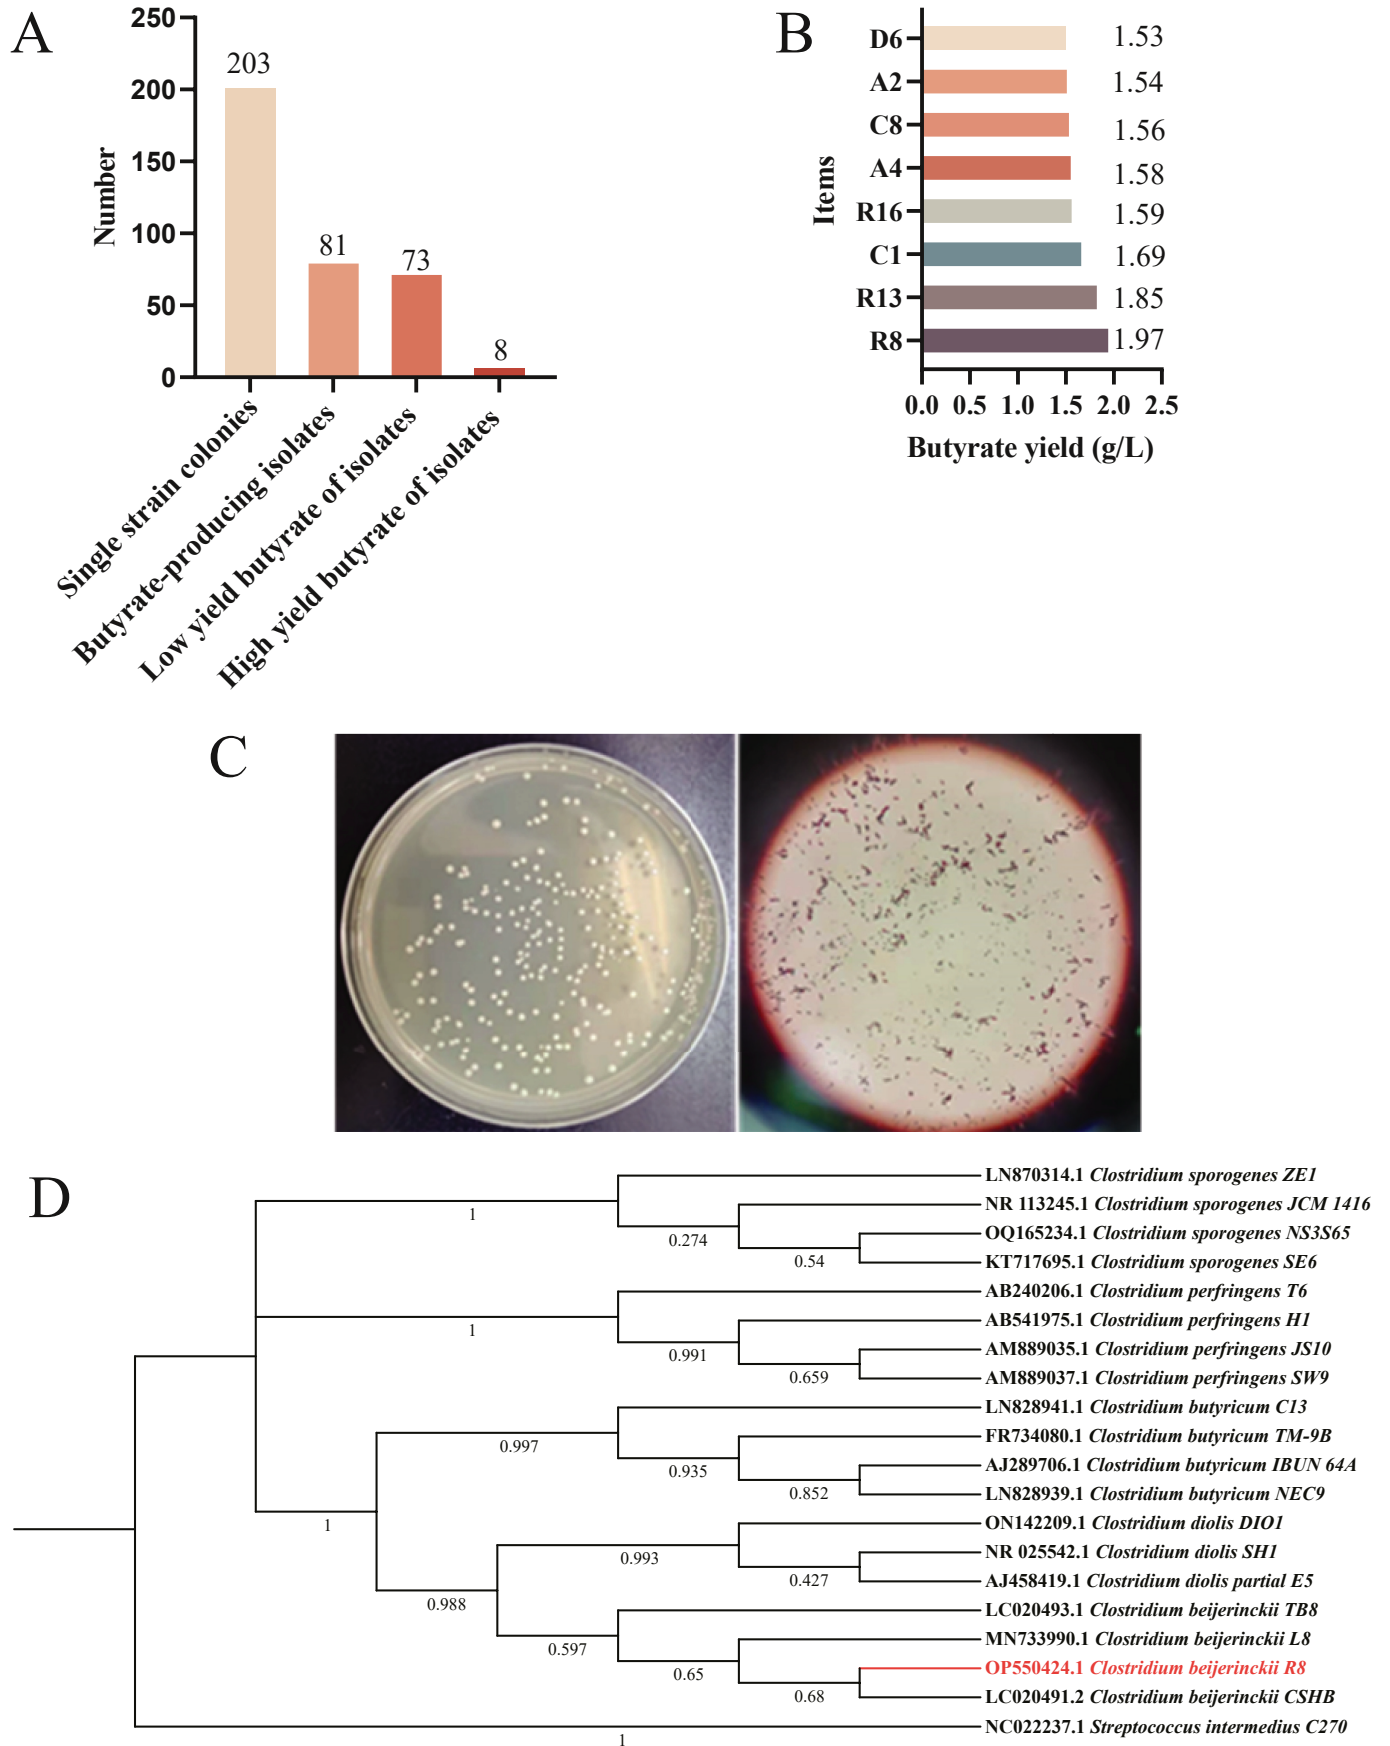 A
250
200
150
100
50
0
Number
203
81
73
8
Single strain colonies
Butyrate-producing isolates
Low yield butyrate of isolates
High yield butyrate of isolates
B
Items
D6 1.53
A2 1.54
C8 1.56
A4 1.58
R16 1.59
C1 1.69
R13 1.85
R8 1.97
0.0 0.5 1.0 1.5 2.0 2.5
Butyrate yield (g/L)
C
D
LN870314.1 Clostridium sporogenes ZE1
NR 113245.1 Clostridium sporogenes JCM 1416
OQ165234.1 Clostridium sporogenes NS3S65
KT717695.1 Clostridium sporogenes SE6
AB240206.1 Clostridium perfringens T6
AB541975.1 Clostridium perfringens H1
AM889035.1 Clostridium perfringens JS10
AM889037.1 Clostridium perfringens SW9
LN828941.1 Clostridium butyricum C13
FR734080.1 Clostridium butyricum TM-9B
AJ289706.1 Clostridium butyricum IBUN 64A
LN828939.1 Clostridium butyricum NEC9
ON142209.1 Clostridium diolis DIO1
NR 025542.1 Clostridium diolis SH1
AJ458419.1 Clostridium diolis partial E5
LC020493.1 Clostridium beijerinckii TB8
MN733990.1 Clostridium beijerinckii L8
OP550424.1 Clostridium beijerinckii R8
LC020491.2 Clostridium beijerinckii CSHB
NC022237.1 Streptococcus intermedius C270
1
0.274
0.54
1
0.991
0.659
0.997
0.935
0.852
1
0.993
0.427
0.988
0.597
0.65
0.68
1